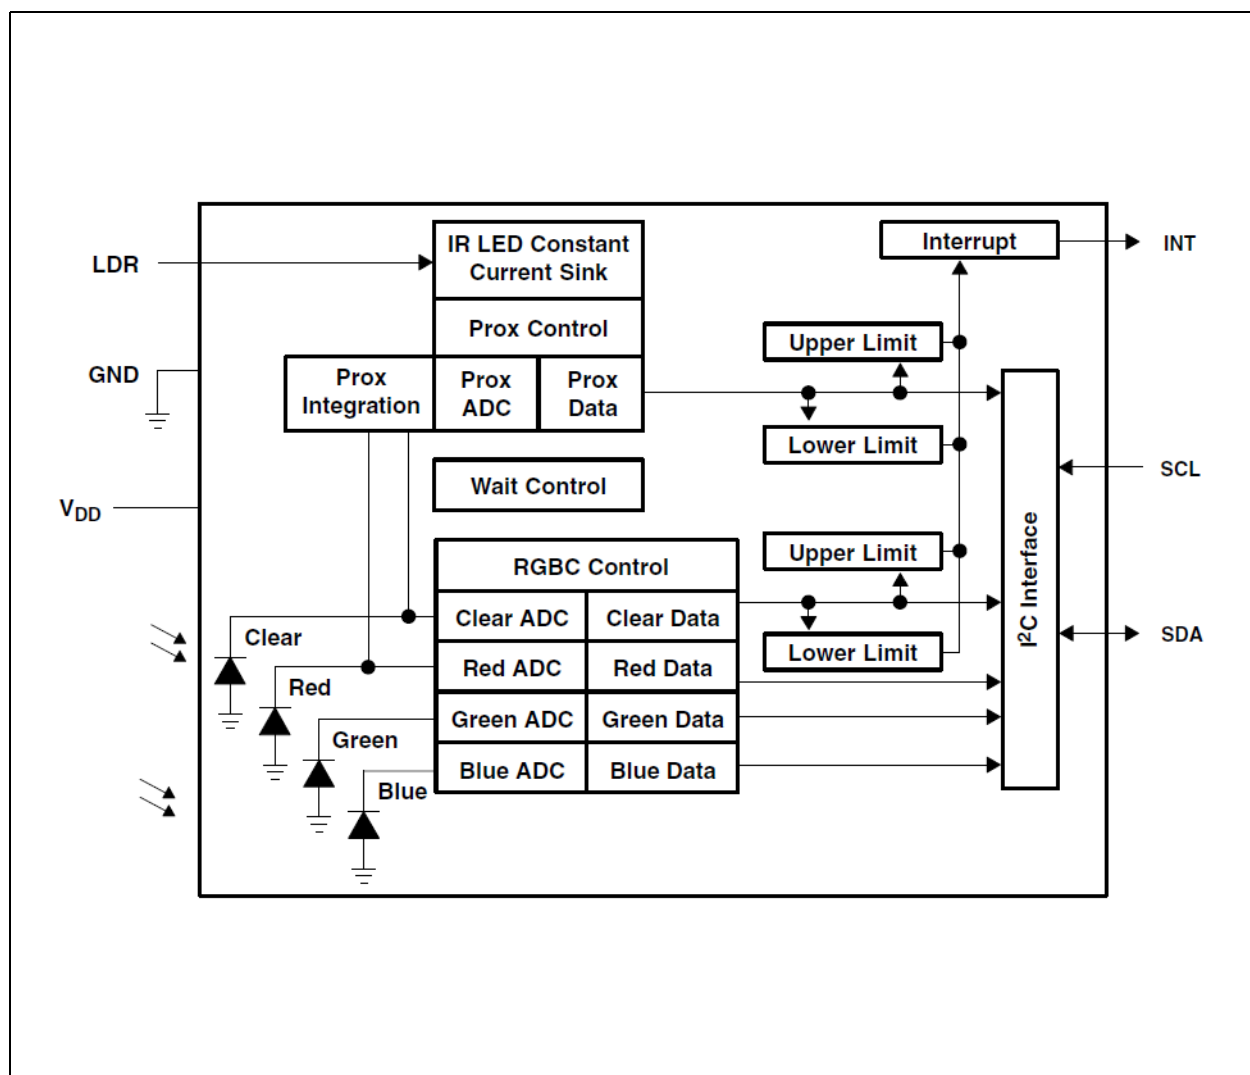 LDR
GND
VDD
IR LED Constant
Current Sink
Prox Control
Prox
Integration
Prox
ADC
Prox
Data
Wait Control
RGBC Control
Clear ADC
Clear Data
Red ADC
Red Data
Green ADC
Green Data
Blue ADC
Blue Data
Clear
Red
Green
Blue
Interrupt
Upper Limit
Lower Limit
Upper Limit
Lower Limit
I²C Interface
INT
SCL
SDA